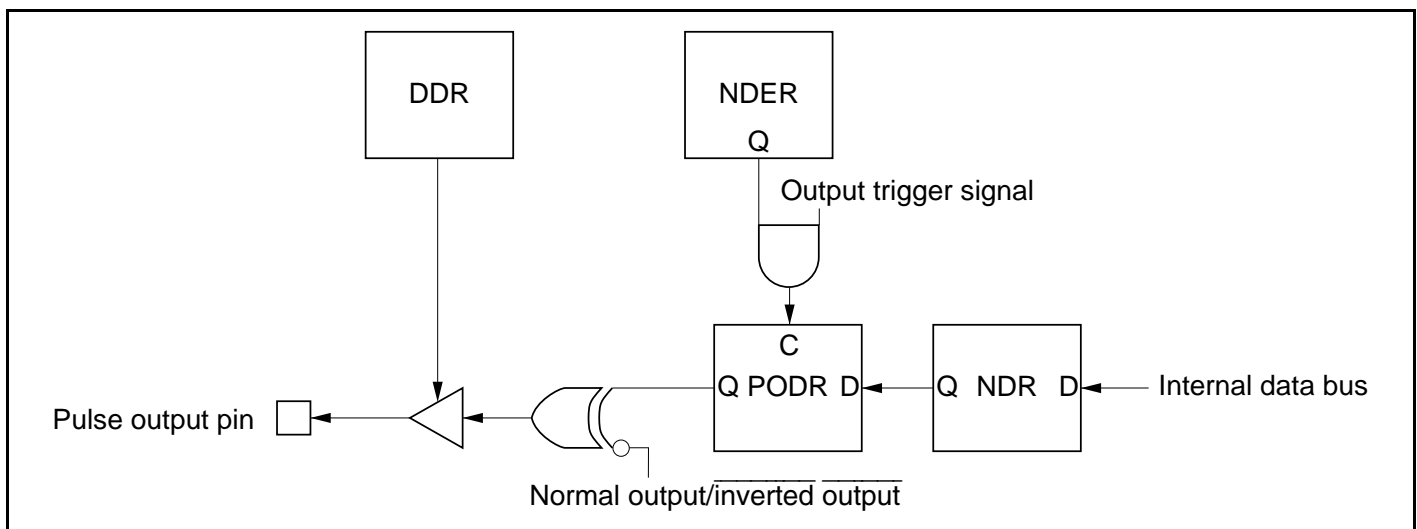 DDR
NDER
Q
Output trigger signal
C
Q PODR D
Q NDR D
Internal data bus
Pulse output pin
Normal output/inverted output